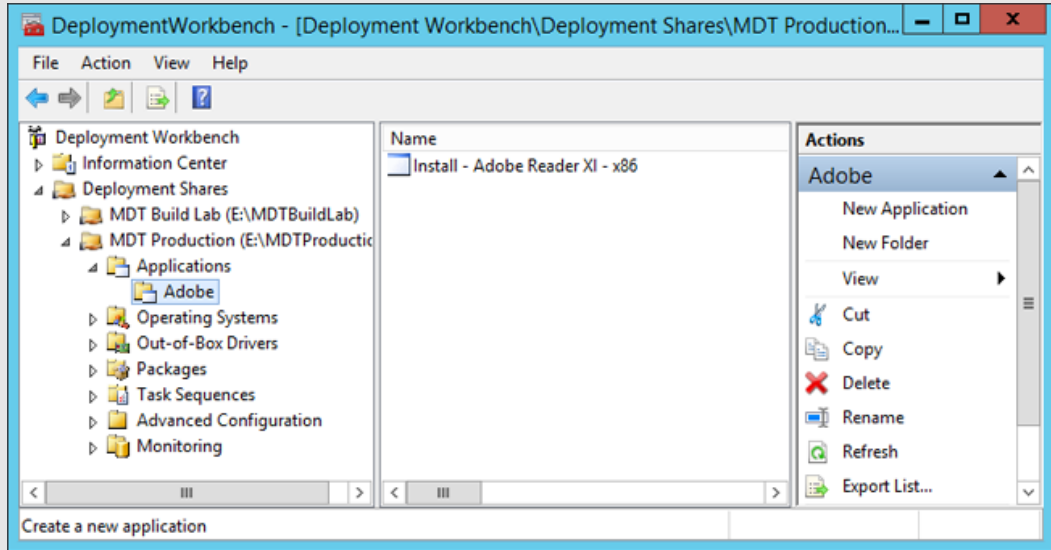 DeploymentWorkbench - [Deployment Workbench\Deployment Shares\MDT Production...
File Action View Help
Deployment Workbench
Information Center
Deployment Shares
MDT Build Lab (E:\MDTBuildLab)
MDT Production (E:\MDTProductic
Applications
Adobe
Operating Systems
Out-of-Box Drivers
Packages
Task Sequences
Advanced Configuration
Monitoring
Name
Install - Adobe Reader XI - x86
Actions
Adobe
New Application
New Folder
View
Cut
Copy
Delete
Rename
Refresh
Export List...
Create a new application